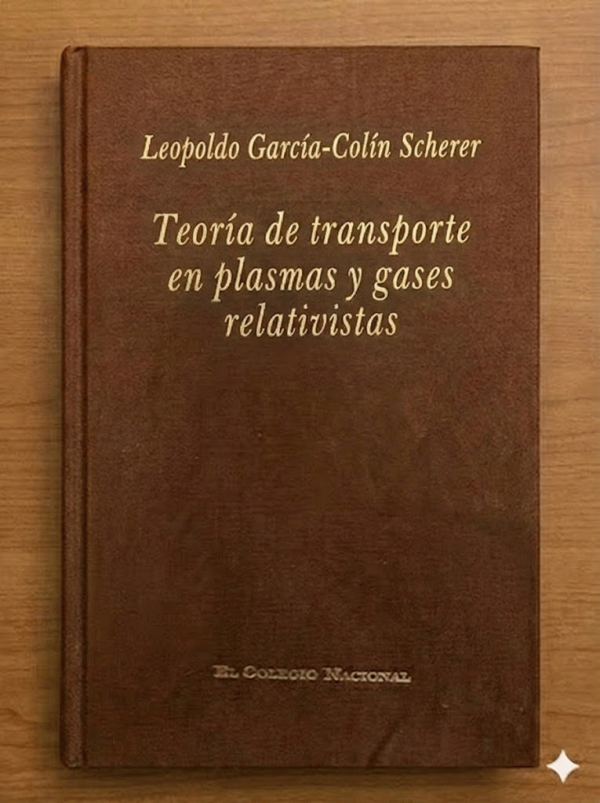 Leopoldo García-Colín Scherer
Teoría de transporte
en plasmas y gases
relativistas
EL COLEGIO NACIONAL